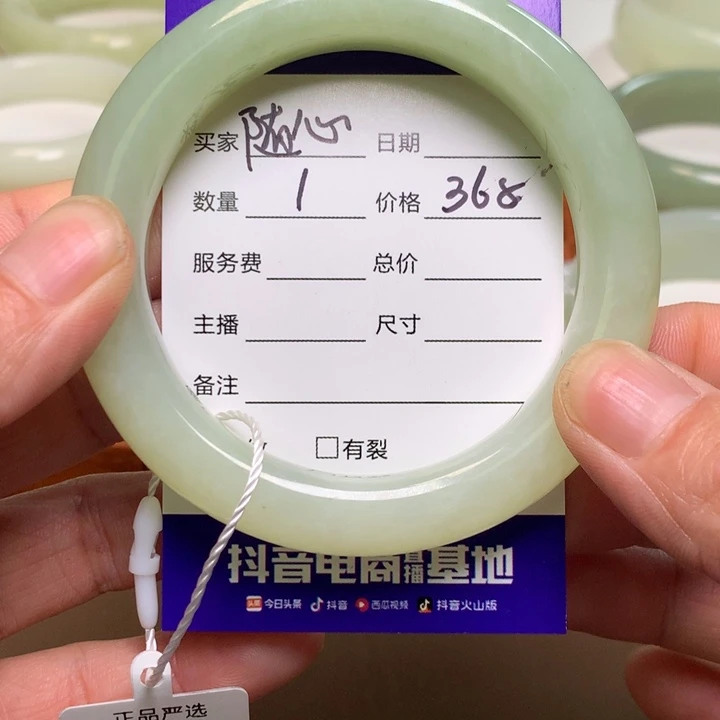 买家 随心 日期
数量 1 价格 368
服务费 总价
主播 尺寸
备注
□有裂
抖音电商直播基地
头条 今日头条 抖音 西瓜视频 抖音火山版
正品严选